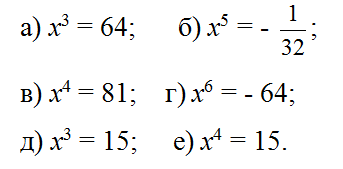 а) x³ = 64; б) x⁵ = - 1/32;
в) x⁴ = 81; г) x⁶ = - 64;
д) x³ = 15; е) x⁴ = 15.